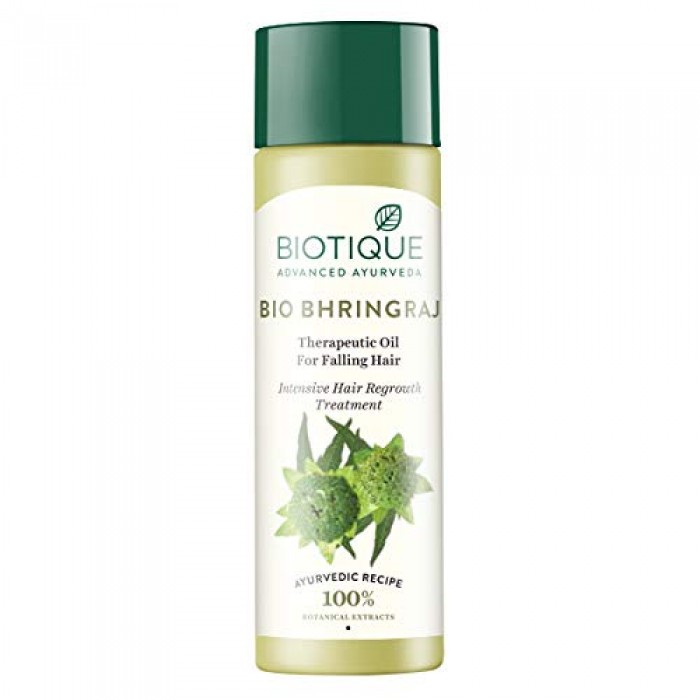 BIOTIQUE
ADVANCED AYURVEDA
BIO BHRINGRAJ
Therapeutic Oil
For Falling Hair
Intensive Hair Regrowth
Treatment
AYURVEDIC RECIPE
100%
BOTANICAL EXTRACTS